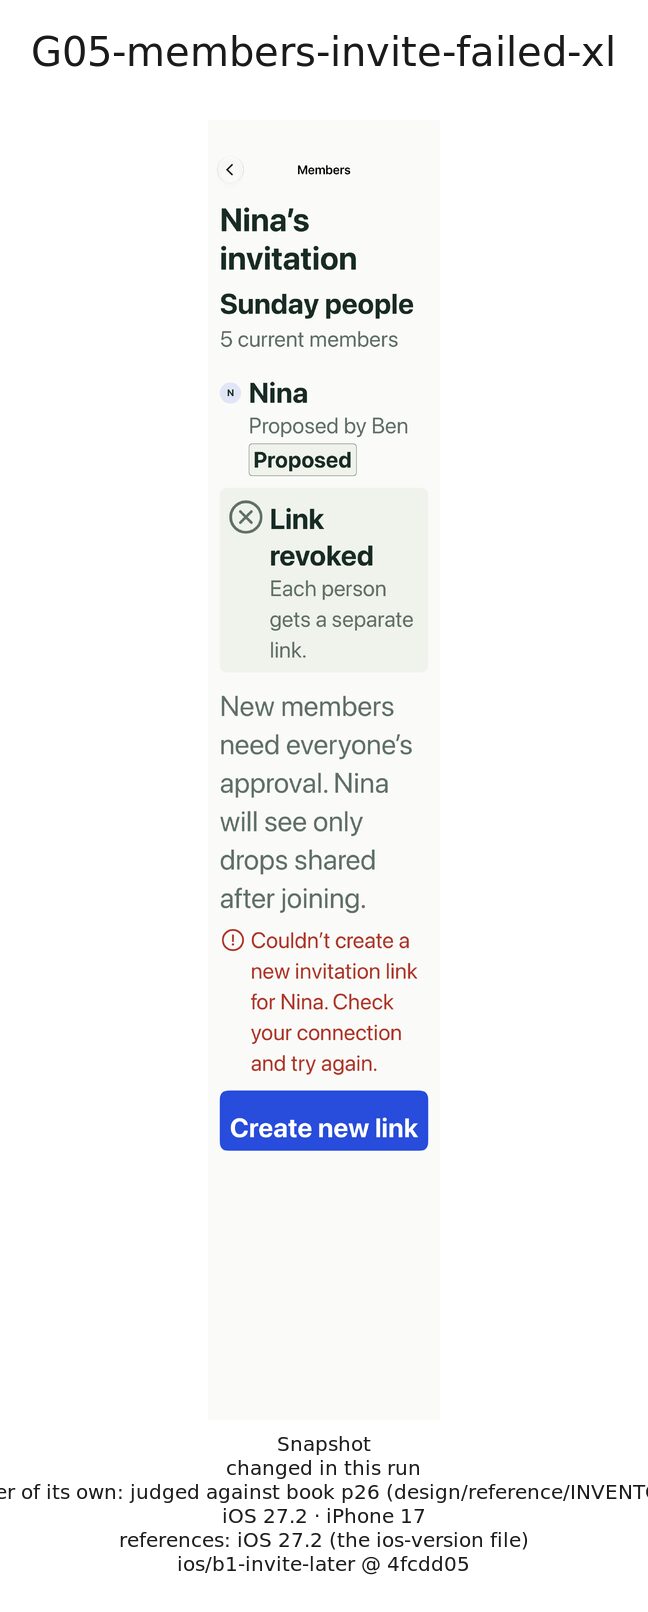 G05-members-invite-failed-xl
Members
Nina’s
invitation
Sunday people
5 current members
N
Nina
Proposed by Ben
Proposed
Link
revoked
Each person
gets a separate
link.
New members
need everyone’s
approval. Nina
will see only
drops shared
after joining.
Couldn’t create a
new invitation link
for Nina. Check
your connection
and try again.
Create new link
Snapshot
changed in this run
er of its own: judged against book p26 (design/reference/INVENTO
iOS 27.2 · iPhone 17
references: iOS 27.2 (the ios-version file)
ios/b1-invite-later @ 4fcdd05